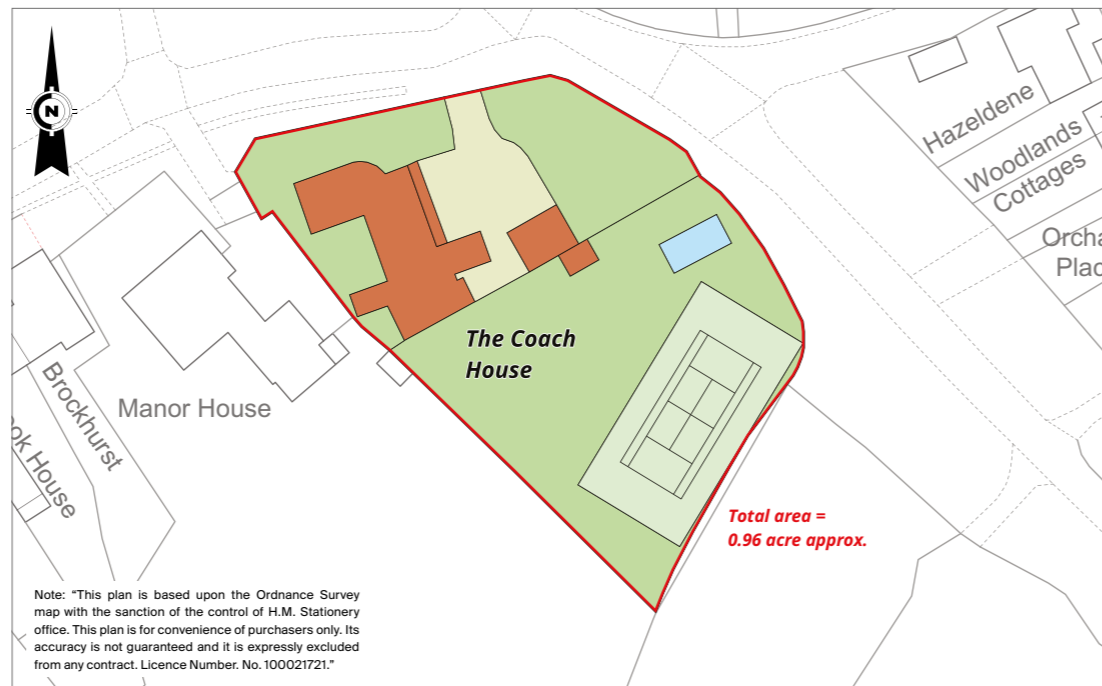 N
Hazeldene
Woodlands
Cottages
Orcha
Plac
The Coach
House
Manor House
Brockhurst
ok House
Total area =
0.96 acre approx.
Note: “This plan is based upon the Ordnance Survey
map with the sanction of the control of H.M. Stationery
office. This plan is for convenience of purchasers only. Its
accuracy is not guaranteed and it is expressly excluded
from any contract. Licence Number. No. 100021721.”